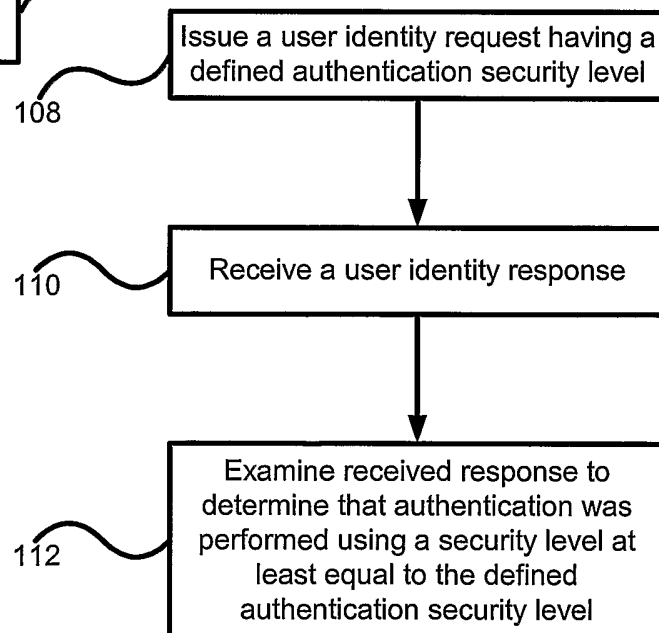 Issue a user identity request having a
defined authentication security level
108
Receive a user identity response
110
Examine received response to
determine that authentication was
performed using a security level at
least equal to the defined
authentication security level
112